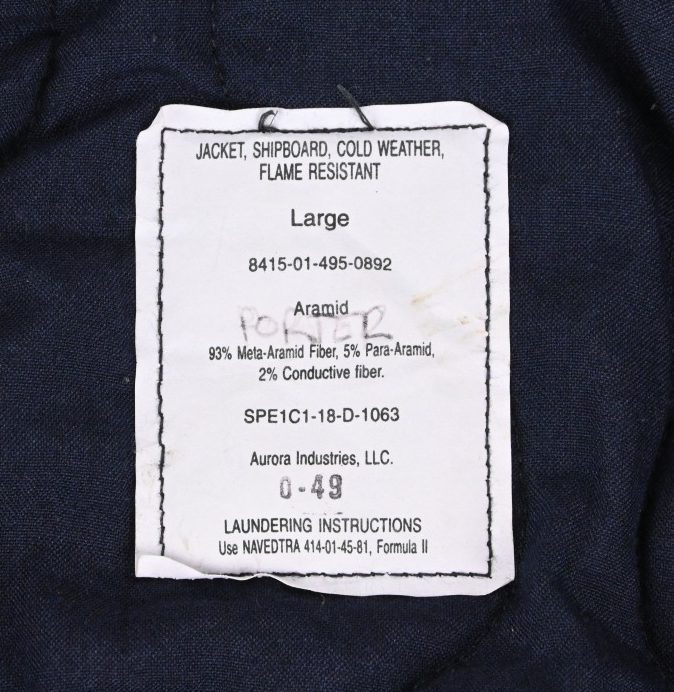 JACKET, SHIPBOARD, COLD WEATHER,
FLAME RESISTANT
Large
8415-01-495-0892
Aramid
PORTER
93% Meta-Aramid Fiber, 5% Para-Aramid,
2% Conductive fiber.
SPE1C1-18-D-1063
Aurora Industries, LLC.
0-49
LAUNDERING INSTRUCTIONS
Use NAVEDTRA 414-01-45-81, Formula II